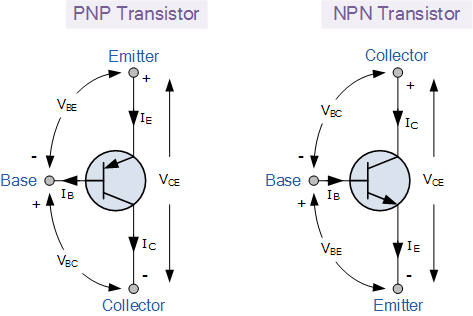 PNP Transistor
Emitter
+
VBE
IE
-
Base
IB
VCE
+
IC
VBC
-
Collector
NPN Transistor
Collector
+
VBC
IC
-
Base
IB
VCE
+
VBE
IE
-
Emitter